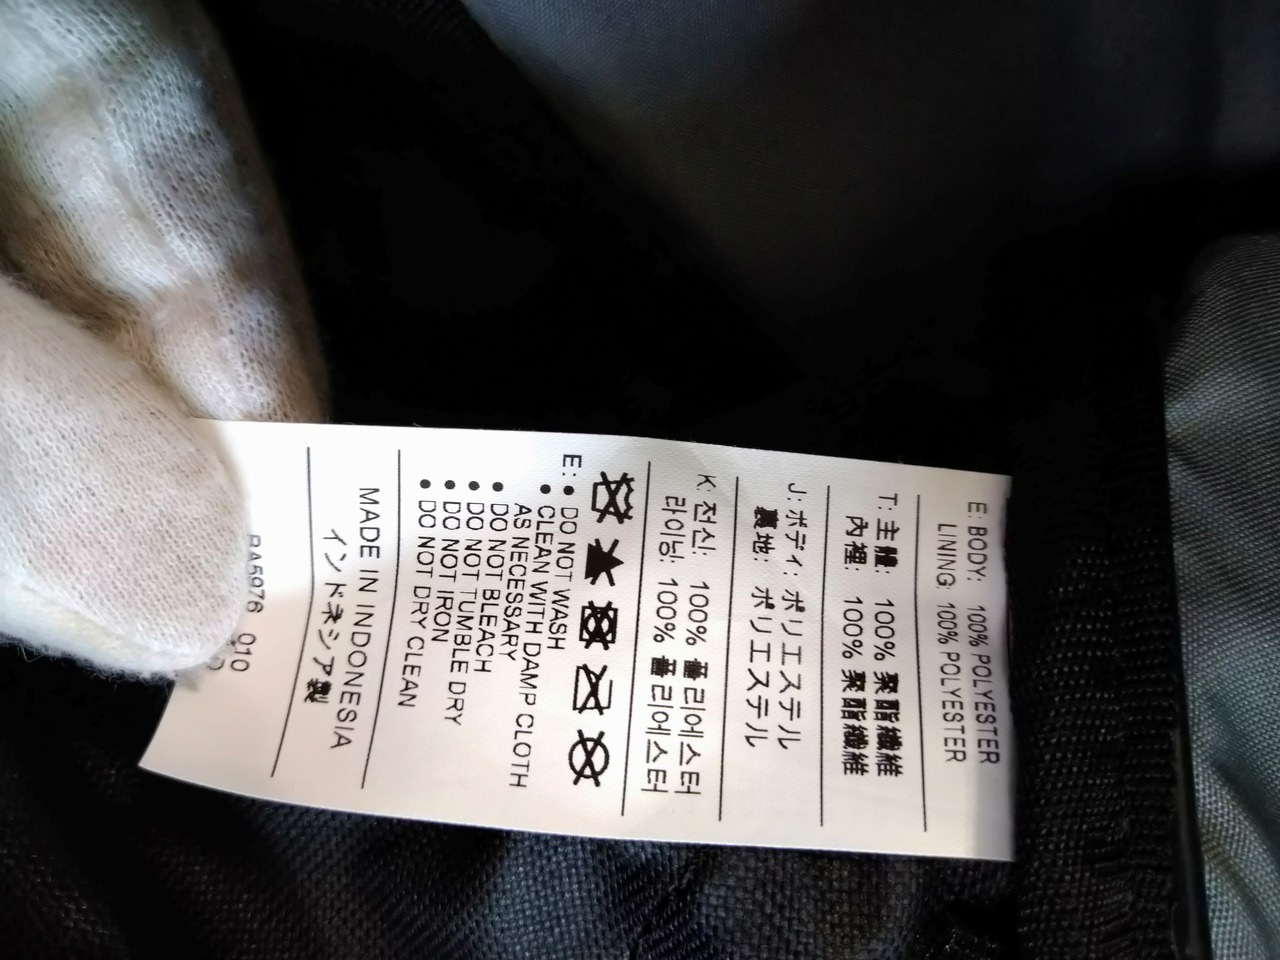 E: BODY: 100% POLYESTER
LINING: 100% POLYESTER
T: 主體: 100% 聚酯纖維
內裡: 100% 聚酯纖維
J: ボディ: ポリエステル
裏地: ポリエステル
K: 전신: 100% 폴리에스터
라이닝: 100% 폴리에스터
E: • DO NOT WASH
• CLEAN WITH DAMP CLOTH
AS NECESSARY
• DO NOT BLEACH
• DO NOT TUMBLE DRY
• DO NOT IRON
• DO NOT DRY CLEAN
MADE IN INDONESIA
インドネシア製
BA5976 010